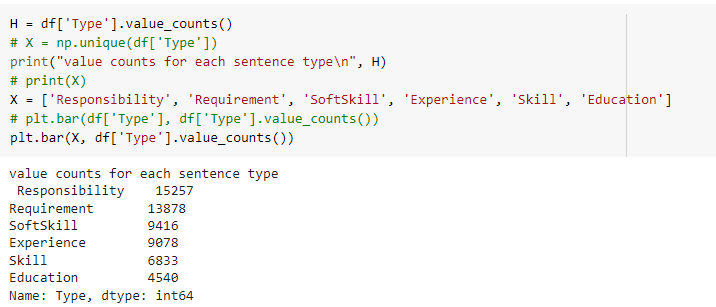 H = df['Type'].value_counts()
# X = np.unique(df['Type'])
print("value counts for each sentence type\n", H)
# print(X)
X = ['Responsibility', 'Requirement', 'SoftSkill', 'Experience', 'Skill', 'Education']
# plt.bar(df['Type'], df['Type'].value_counts())
plt.bar(X, df['Type'].value_counts())
value counts for each sentence type
 Responsibility    15257
Requirement       13878
SoftSkill         9416
Experience        9078
Skill             6833
Education         4540
Name: Type, dtype: int64